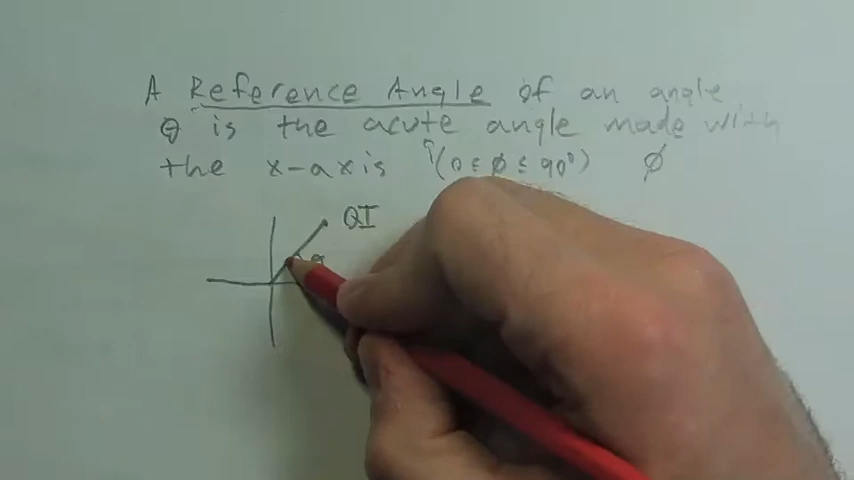 A Reference Angle of an angle
θ is the acute angle made with
the x-axis (0 ≤ φ ≤ 90°) φ
QI
θ